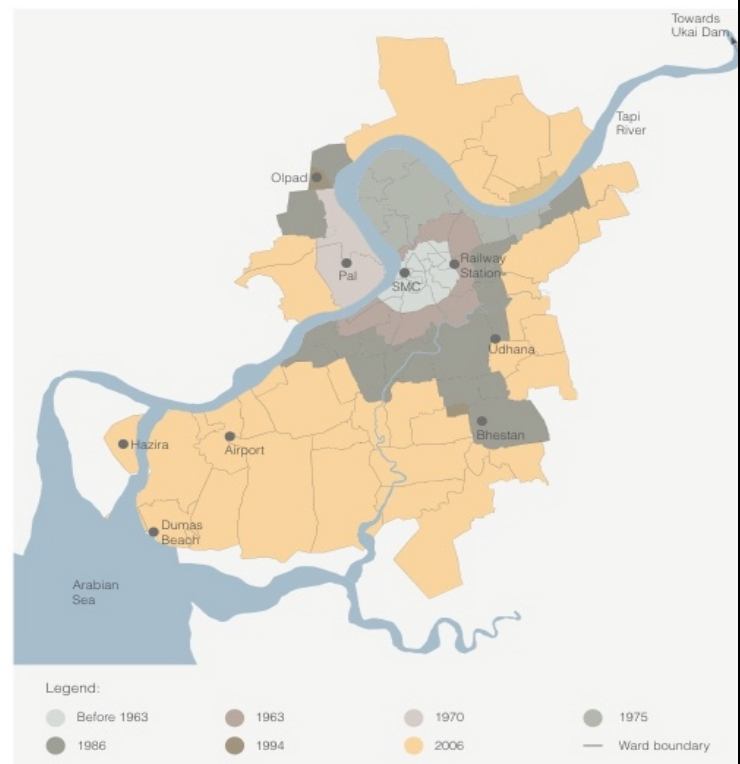 Towards
Ukai Dam
Tapi
River
Olpad
Pal
SMC
Railway
Station
Udhana
Bhestan
Hazira
Airport
Dumas
Beach
Arabian
Sea
Legend:
Before 1963
1963
1970
1975
1986
1994
2006
Ward boundary